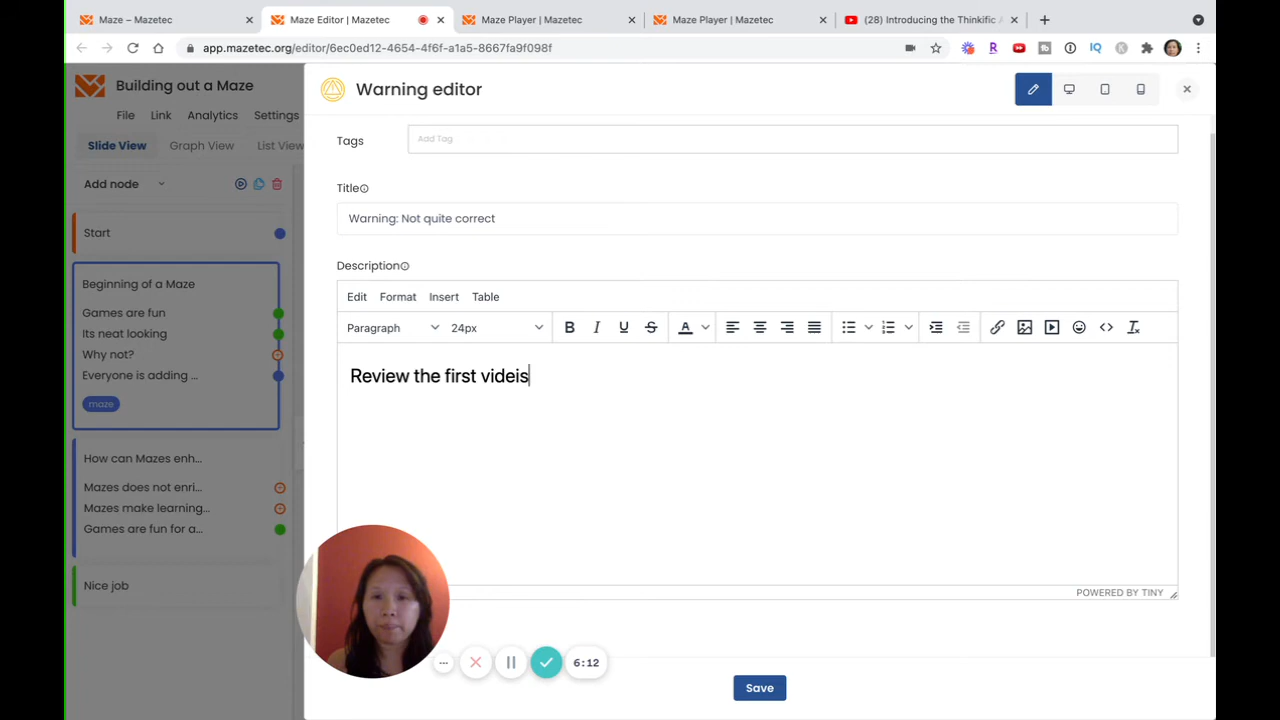 Maze – Mazetec
Maze Editor | Mazetec
Maze Player | Mazetec
Maze Player | Mazetec
(28) Introducing the Thinkific A
app.mazetec.org/editor/6ec0ed12-4654-4f6f-a1a5-8667fa9f098f
Building out a Maze
File Link Analytics Settings
Slide View Graph View List View
Add node
Start
Beginning of a Maze
Games are fun
Its neat looking
Why not?
Everyone is adding ...
maze
How can Mazes enh...
Mazes does not enri...
Mazes make learning...
Games are fun for a...
Nice job
Warning editor
Tags Add Tag
Title
Warning: Not quite correct
Description
Edit Format Insert Table
Paragraph 24px
Review the first videis
POWERED BY TINY
6:12
Save